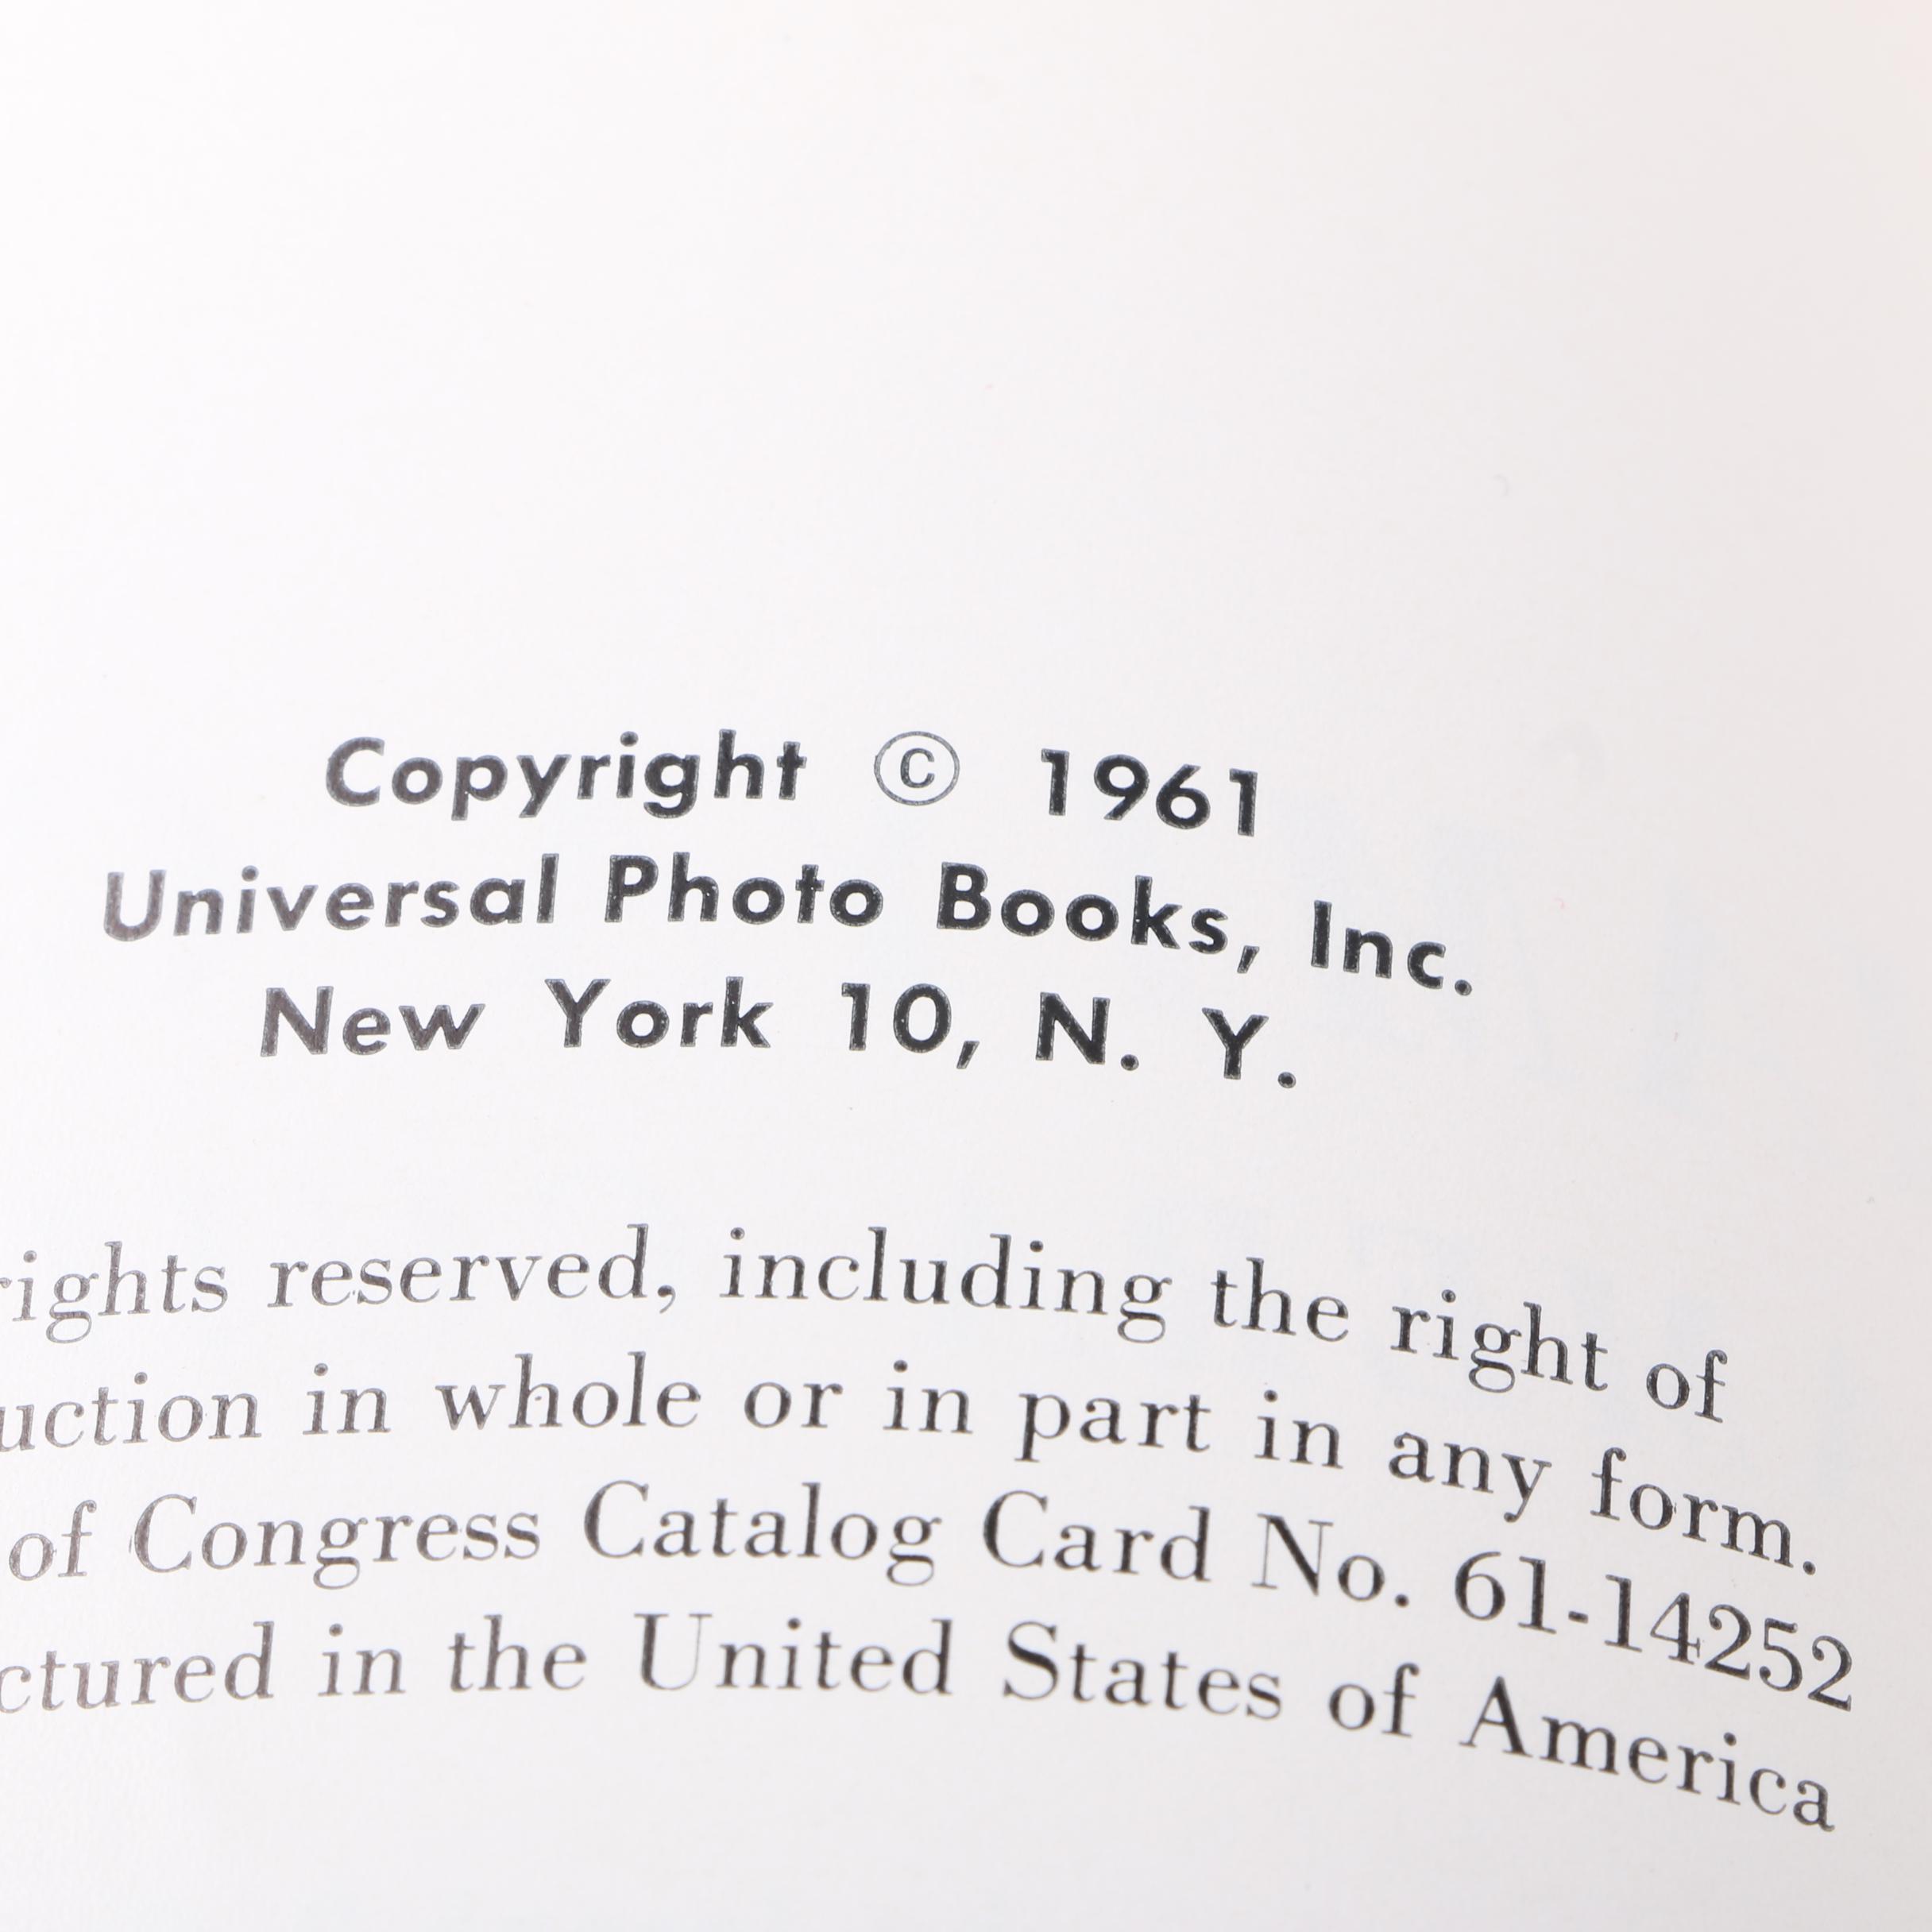 Copyright © 1961
Universal Photo Books, Inc.
New York 10, N. Y.
rights reserved, including the right of
uction in whole or in part in any form.
of Congress Catalog Card No. 61-14252
ctured in the United States of America